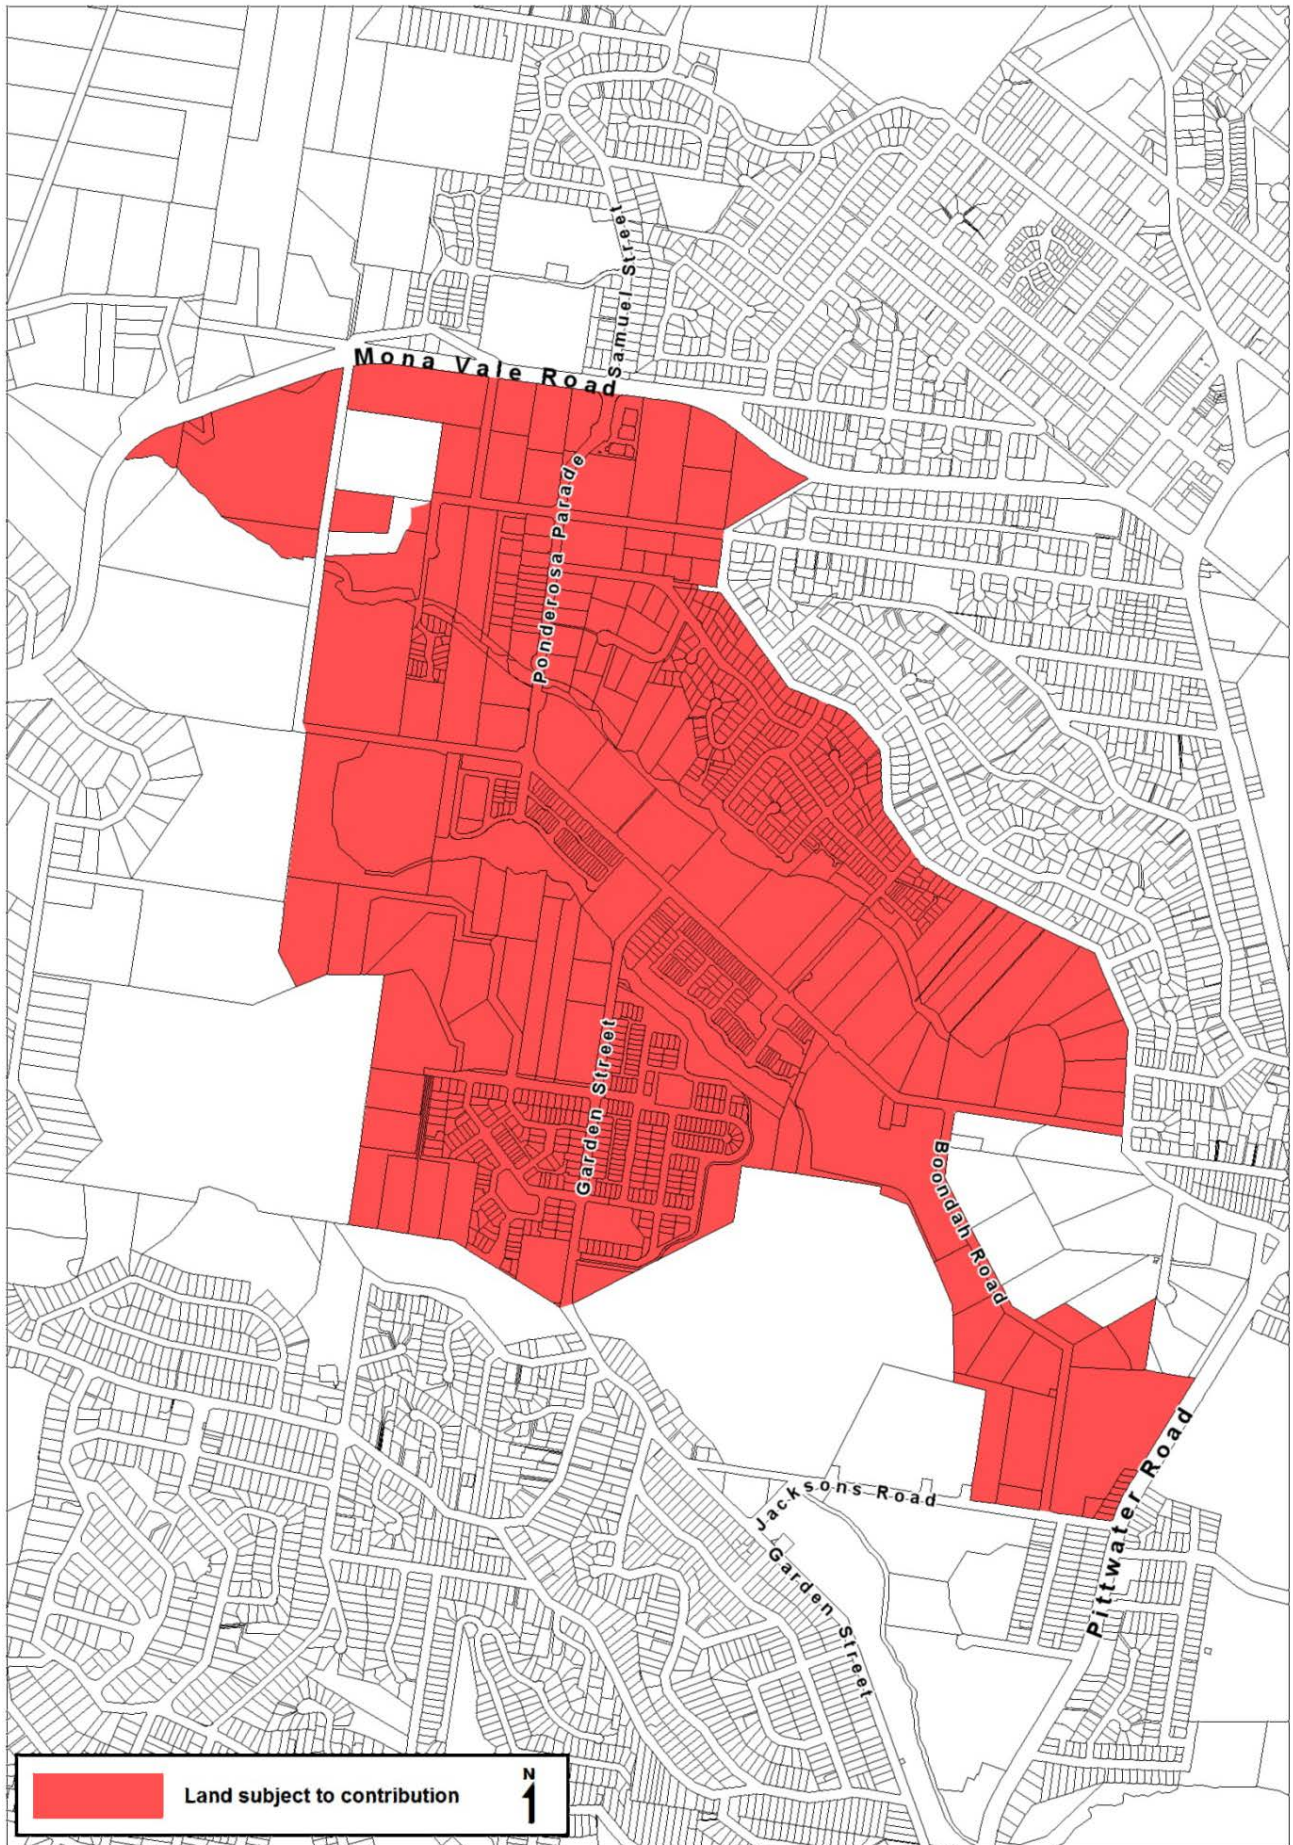 Samuel Street
Mona Vale Road
Ponderosa Parade
Garden Street
Boondah Road
Pittwater Road
Jacksons Road
Garden Street
N
Land subject to contribution